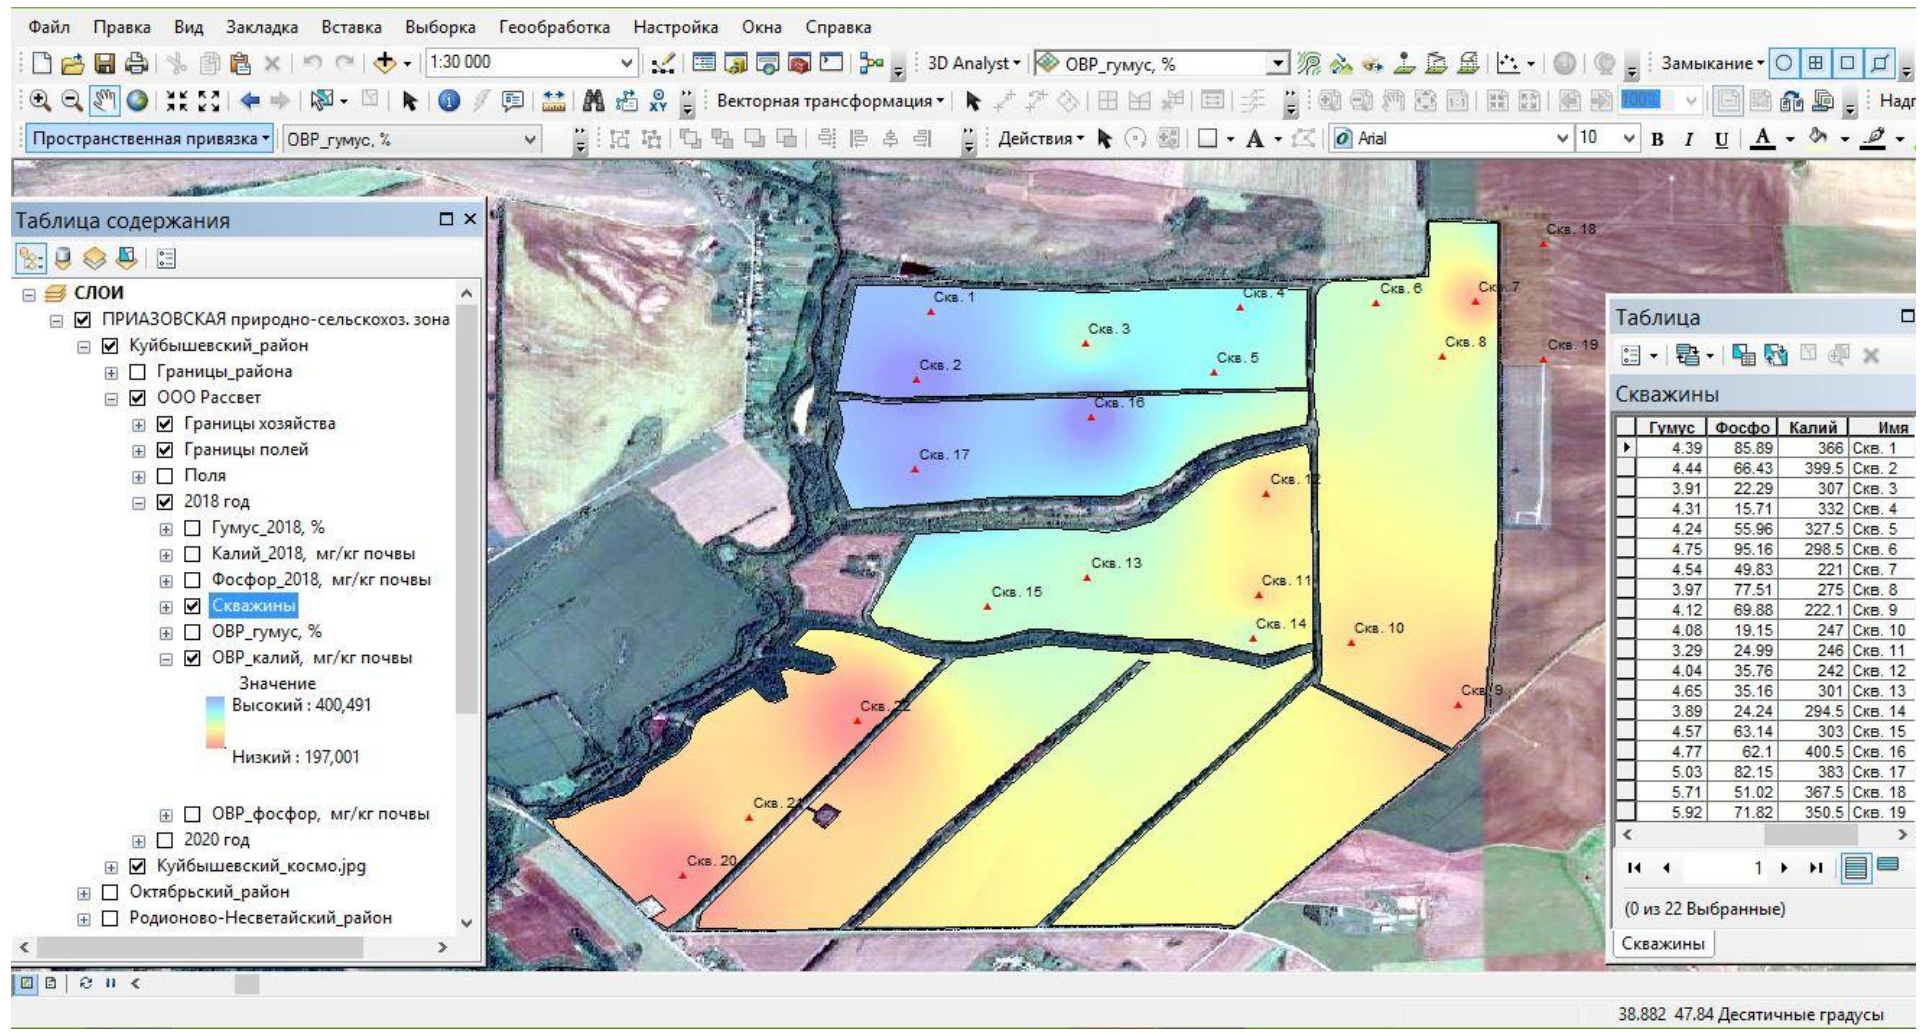 Файл Правка Вид Закладка Вставка Выборка Геообработка Настройка Окна Справка
1:30 000 3D Analyst ОВР_гумус, % Замыкание
Векторная трансформация 100%
Пространственная привязка ОВР_гумус, % Действия Arial 10 B I U A
Таблица содержания
СЛОИ
ПРИАЗОВСКАЯ природно-сельскохоз. зона
Куйбышевский_район
Границы_района
ООО Рассвет
Границы хозяйства
Границы полей
Поля
2018 год
Гумус_2018, %
Калий_2018, мг/кг почвы
Фосфор_2018, мг/кг почвы
Скважины
ОВР_гумус, %
ОВР_калий, мг/кг почвы
Значение
Высокий : 400,491
Низкий : 197,001
ОВР_фосфор, мг/кг почвы
2020 год
Куйбышевский_космо.jpg
Октябрьский_район
Родионово-Несветайский_район
Скв. 18
Скв. 1
Скв. 4
Скв. 6
Скв. 7
Скв. 3
Скв. 8
Скв. 19
Скв. 2
Скв. 5
Скв. 16
Скв. 17
Скв. 12
Скв. 13
Скв. 11
Скв. 15
Скв. 14
Скв. 10
Скв. 9
Скв. 22
Скв. 21
Скв. 20
Таблица
Скважины
Гумус Фосфо Калий Имя
4.39 85.89 366 Скв. 1
4.44 66.43 399.5 Скв. 2
3.91 22.29 307 Скв. 3
4.31 15.71 332 Скв. 4
4.24 55.96 327.5 Скв. 5
4.75 95.16 298.5 Скв. 6
4.54 49.83 221 Скв. 7
3.97 77.51 275 Скв. 8
4.12 69.88 222.1 Скв. 9
4.08 19.15 247 Скв. 10
3.29 24.99 246 Скв. 11
4.04 35.76 242 Скв. 12
4.65 35.16 301 Скв. 13
3.89 24.24 294.5 Скв. 14
4.57 63.14 303 Скв. 15
4.77 62.1 400.5 Скв. 16
5.03 82.15 383 Скв. 17
5.71 51.02 367.5 Скв. 18
5.92 71.82 350.5 Скв. 19
1
(0 из 22 Выбранные)
Скважины
38.882 47.84 Десятичные градусы